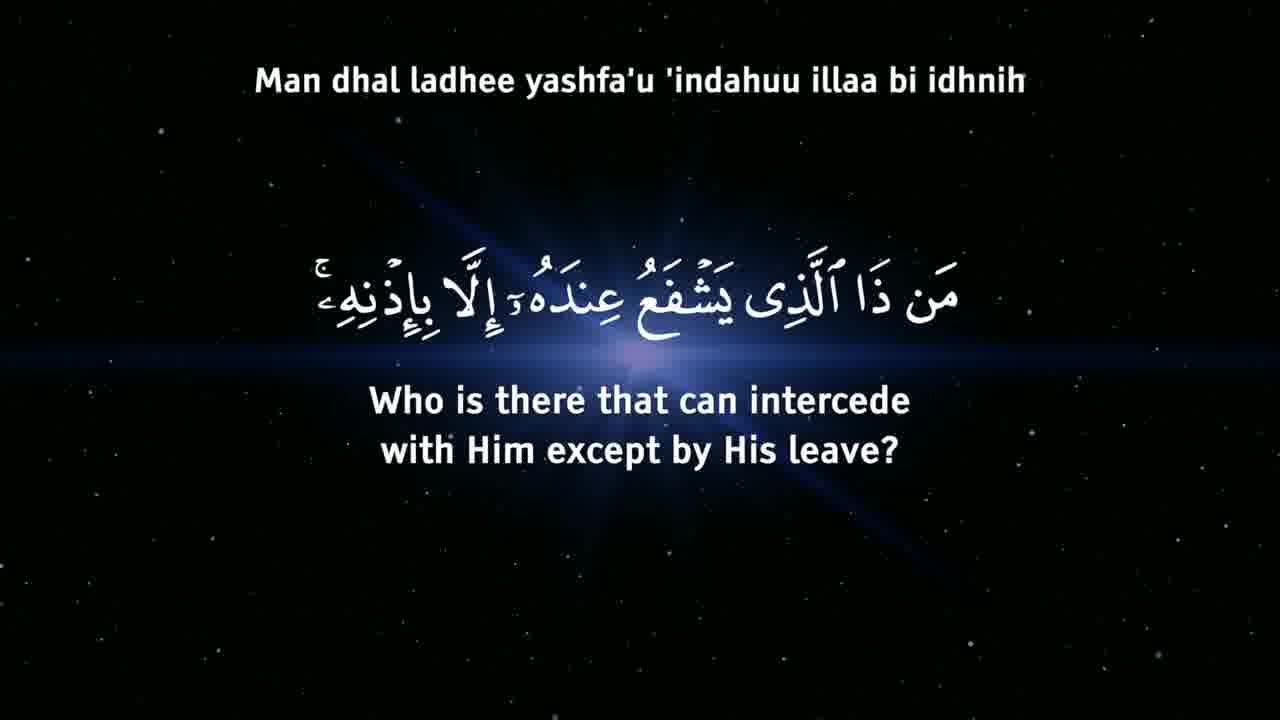 Man dhal ladhee yashfa'u 'indahuu illaa bi idhnih
مَن ذَا ٱلَّذِى يَشْفَعُ عِندَهُۥٓ إِلَّا بِإِذْنِهِۦ ۚ
Who is there that can intercede
with Him except by His leave?